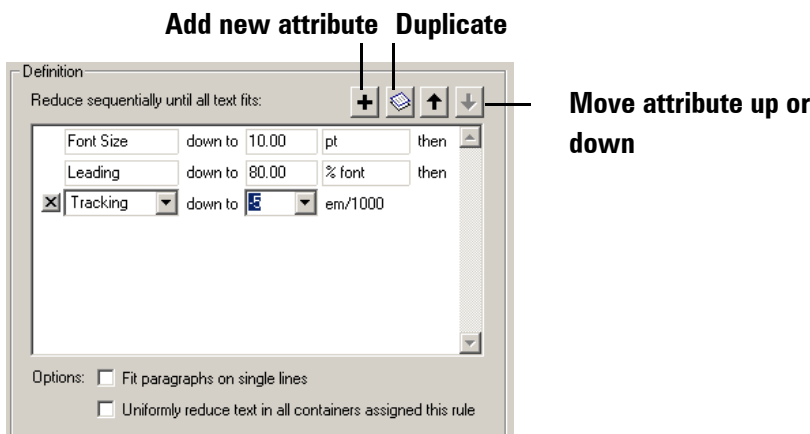 Add new attribute Duplicate
Definition
Reduce sequentially until all text fits:
Move attribute up or
down
Font Size down to 10.00 pt then
Leading down to 80.00 % font then
Tracking down to -5 em/1000
Options: Fit paragraphs on single lines
Uniformly reduce text in all containers assigned this rule